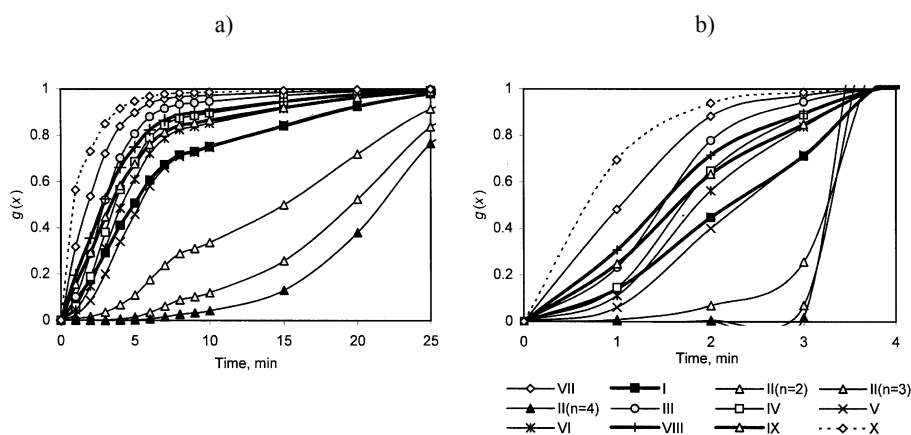 a)
b)
1
0.8
0.6
0.4
0.2
0
g(x)
0 5 10 15 20 25
Time, min
1
0.8
0.6
0.4
0.2
0
g(x)
0 1 2 3 4
Time, min
VII I II(n=2) II(n=3)
II(n=4) III IV V
VI VIII IX X